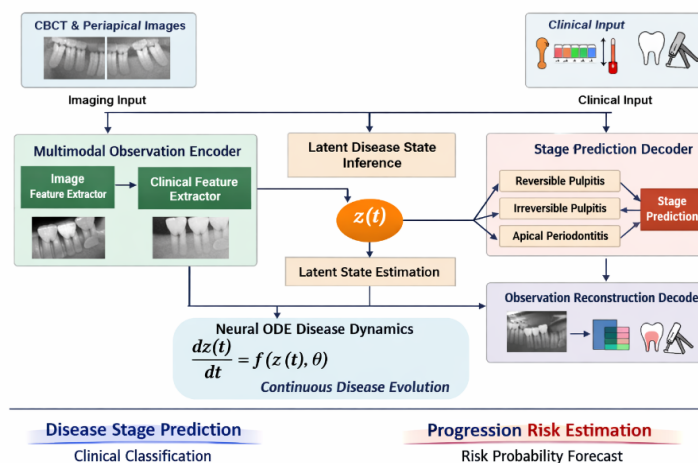 CBCT & Periapical Images
Clinical Input
Imaging Input
Clinical Input
Multimodal Observation Encoder
Image
Feature Extractor
Clinical Feature
Extractor
Latent Disease State
Inference
z(t)
Latent State Estimation
Stage Prediction Decoder
Reversible Pulpitis
Irreversible Pulpitis
Apical Periodontitis
Stage
Prediction
Observation Reconstruction Decode
Neural ODE Disease Dynamics
dz(t)
dt
= f(z(t), θ)
Continuous Disease Evolution
Disease Stage Prediction
Clinical Classification
Progression Risk Estimation
Risk Probability Forecast